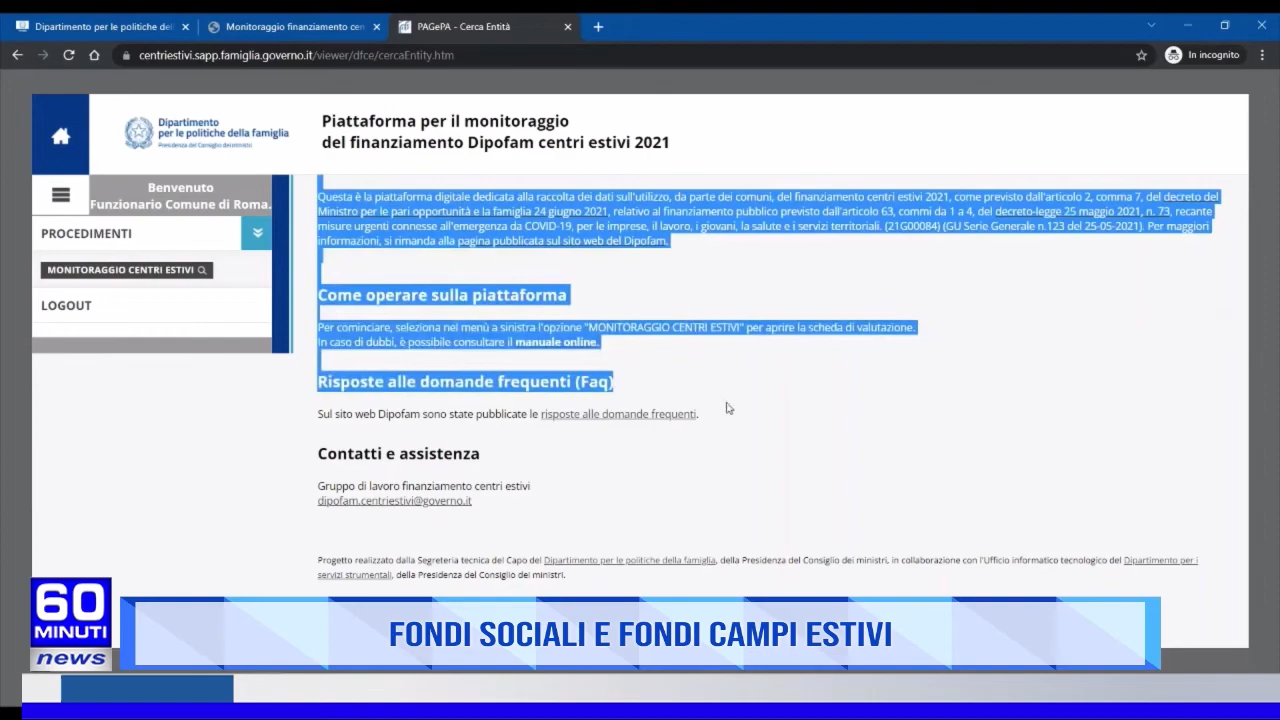 Dipartimento per le politiche del
Monitoraggio finanziamento cen
PAGePA - Cerca Entità
centriestivi.sapp.famiglia.governo.it/viewer/dfce/cercaEntity.htm
In incognito
Dipartimento
per le politiche della famiglia
Presidenza del Consiglio dei ministri
Piattaforma per il monitoraggio
del finanziamento Dipofam centri estivi 2021
Benvenuto
Funzionario Comune di Roma.
PROCEDIMENTI
MONITORAGGIO CENTRI ESTIVI
LOGOUT
Questa è la piattaforma digitale dedicata alla raccolta dei dati sull'utilizzo, da parte dei comuni, del finanziamento centri estivi 2021, come previsto dall'articolo 2, comma 7, del decreto del
Ministro per le pari opportunità e la famiglia 24 giugno 2021, relativo al finanziamento pubblico previsto dall'articolo 63, commi da 1 a 4, del decreto-legge 25 maggio 2021, n. 73, recante
misure urgenti connesse all'emergenza da COVID-19, per le imprese, il lavoro, i giovani, la salute e i servizi territoriali. (21G00084) (GU Serie Generale n.123 del 25-05-2021). Per maggiori
informazioni, si rimanda alla pagina pubblicata sul sito web del Dipofam.
Come operare sulla piattaforma
Per cominciare, seleziona nel menù a sinistra l'opzione "MONITORAGGIO CENTRI ESTIVI" per aprire la scheda di valutazione.
In caso di dubbi, è possibile consultare il manuale online.
Risposte alle domande frequenti (Faq)
Sul sito web Dipofam sono state pubblicate le risposte alle domande frequenti.
Contatti e assistenza
Gruppo di lavoro finanziamento centri estivi
dipofam.centriestivi@governo.it
Progetto realizzato dalla Segreteria tecnica del Capo del Dipartimento per le politiche della famiglia, della Presidenza del Consiglio dei ministri, in collaborazione con l'Ufficio informatico tecnologico del Dipartimento per i
servizi strumentali, della Presidenza del Consiglio dei ministri.
60
MINUTI
news
FONDI SOCIALI E FONDI CAMPI ESTIVI